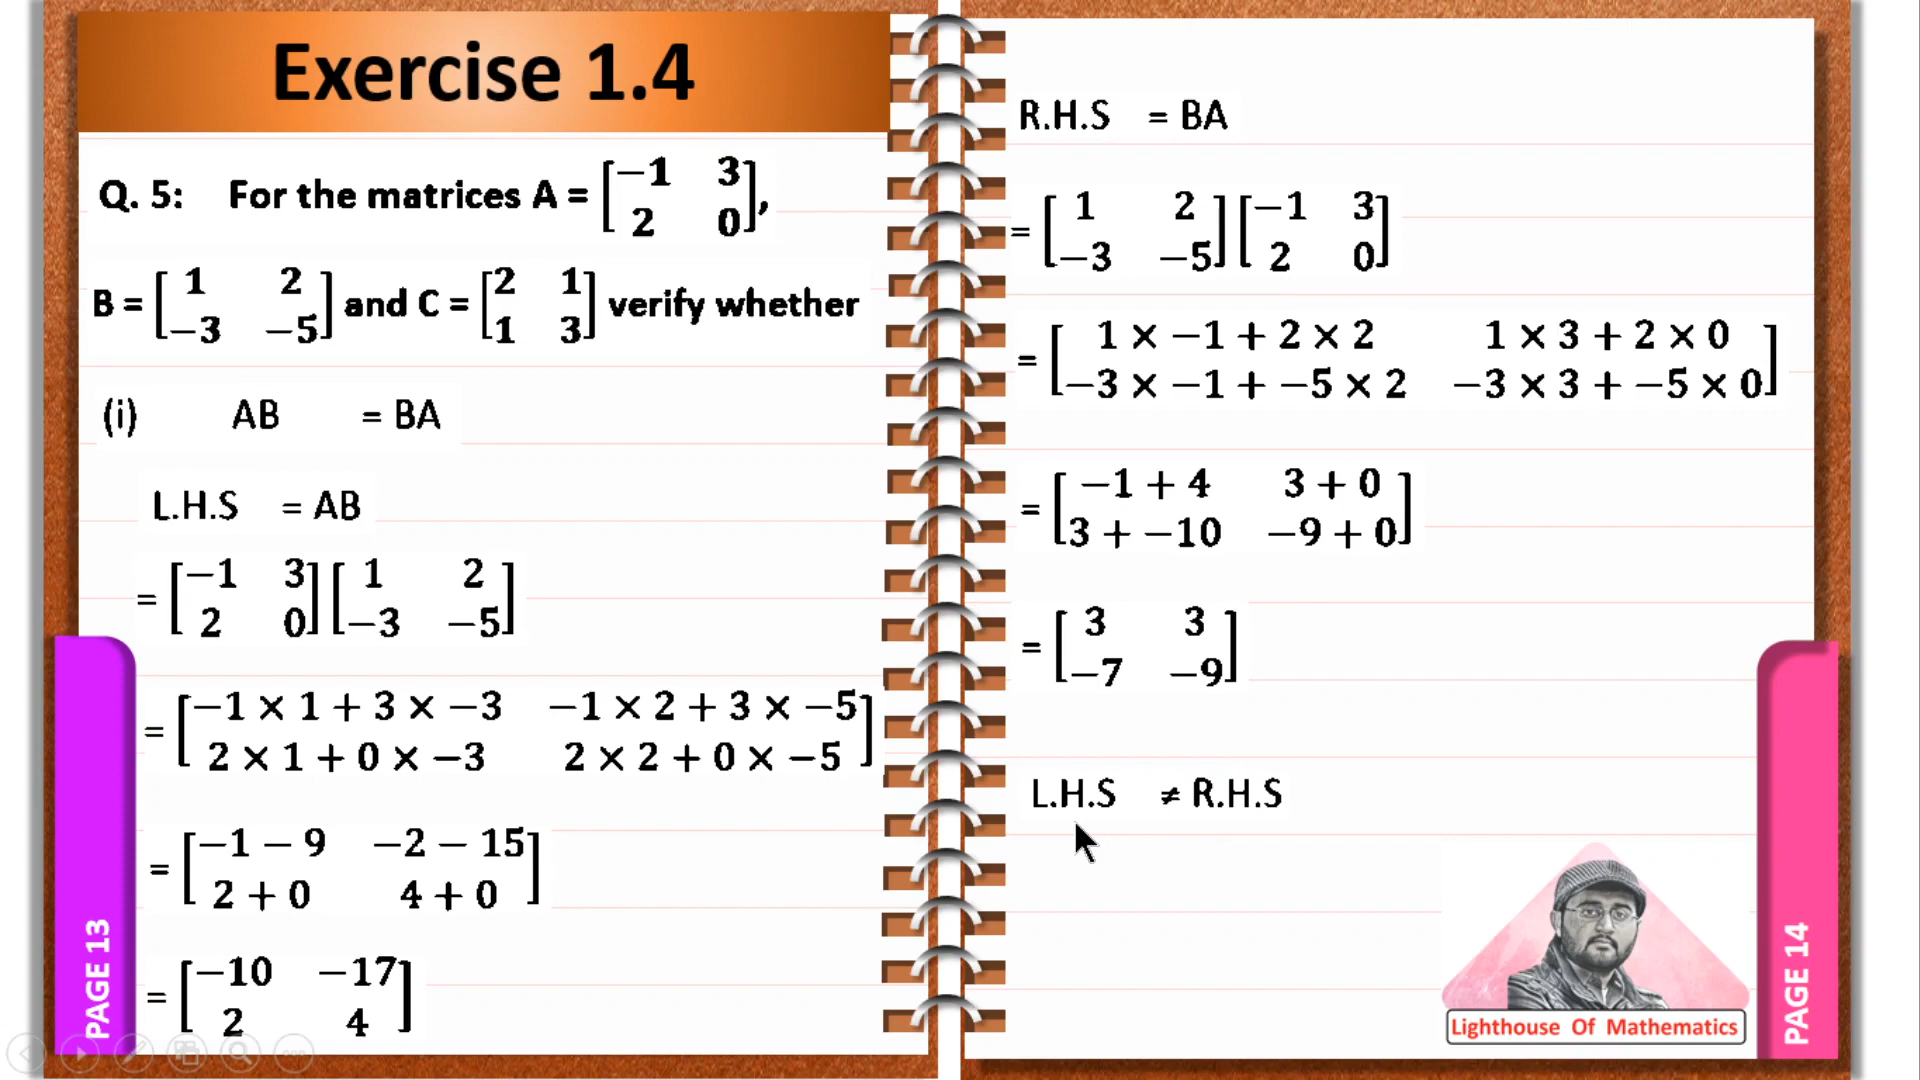 Exercise 1.4
Q. 5: For the matrices A = [−1 3; 2 0],
B = [1 2; −3 −5] and C = [2 1; 1 3] verify whether
(i) AB = BA
L.H.S = AB
= [−1 3; 2 0] [1 2; −3 −5]
= [−1 × 1 + 3 × −3 −1 × 2 + 3 × −5; 2 × 1 + 0 × −3 2 × 2 + 0 × −5]
= [−1 − 9 −2 − 15; 2 + 0 4 + 0]
= [−10 −17; 2 4]
PAGE 13
R.H.S = BA
= [1 2; −3 −5] [−1 3; 2 0]
= [1 × −1 + 2 × 2 1 × 3 + 2 × 0; −3 × −1 + −5 × 2 −3 × 3 + −5 × 0]
= [−1 + 4 3 + 0; 3 + −10 −9 + 0]
= [3 3; −7 −9]
L.H.S ≠ R.H.S
Lighthouse Of Mathematics
PAGE 14